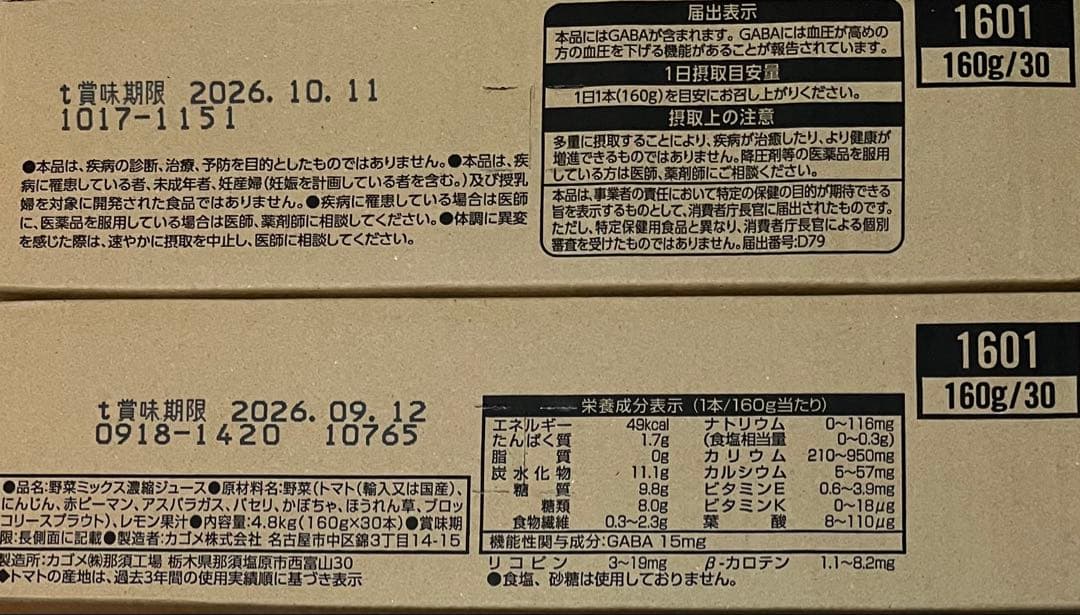 t賞味期限 2026. 10. 11
1017-1151
●本品は、疾病の診断、治療、予防を目的としたものではありません。●本品は、疾
病に罹患している者、未成年者、妊産婦(妊娠を計画している者を含む。)及び授乳
婦を対象に開発された食品ではありません。●疾病に罹患している場合は医師
に、医薬品を服用している場合は医師、薬剤師に相談してください。●体調に異変
を感じた際は、速やかに摂取を中止し、医師に相談してください。
届出表示
本品にはGABAが含まれます。GABAには血圧が高めの
方の血圧を下げる機能があることが報告されています。
1日摂取目安量
1日1本(160g)を目安にお召し上がりください。
摂取上の注意
多量に摂取することにより、疾病が治癒したり、より健康が
増進できるものではありません。降圧剤等の医薬品を服用
している方は医師、薬剤師にご相談ください。
本品は、事業者の責任において特定の保健の目的が期待できる
旨を表示するものとして、消費者庁長官に届出されたものです。
ただし、特定保健用食品と異なり、消費者庁長官による個別
審査を受けたものではありません。届出番号:D79
1601
160g/30
t賞味期限 2026. 09. 12
0918-1420 10765
●品名:野菜ミックス濃縮ジュース●原材料名:野菜(トマト(輸入又は国産)、
にんじん、赤ピーマン、アスパラガス、パセリ、かぼちゃ、ほうれん草、ブロッ
コリースプラウト)、レモン果汁●内容量:4.8kg(160g×30本)●賞味期
限:長側面に記載●製造者:カゴメ株式会社 名古屋市中区錦3丁目14-15
製造所:カゴメ㈱那須工場 栃木県那須塩原市西富山30
◆トマトの産地は、過去3年間の使用実績順に基づき表示
栄養成分表示 (1本/160g当たり)
エネルギー 49kcal ナトリウム 0~116mg
たんぱく質 1.7g (食塩相当量 0~0.3g)
脂質 0g カリウム 210~950mg
炭水化物 11.1g カルシウム 5~57mg
糖質 9.8g ビタミンE 0.6~3.9mg
糖類 8.0g ビタミンK 0~18μg
食物繊維 0.3~2.3g 葉酸 8~110μg
機能性関与成分:GABA 15mg
リコピン 3~19mg β-カロテン 1.1~8.2mg
●食塩、砂糖は使用しておりません。
1601
160g/30